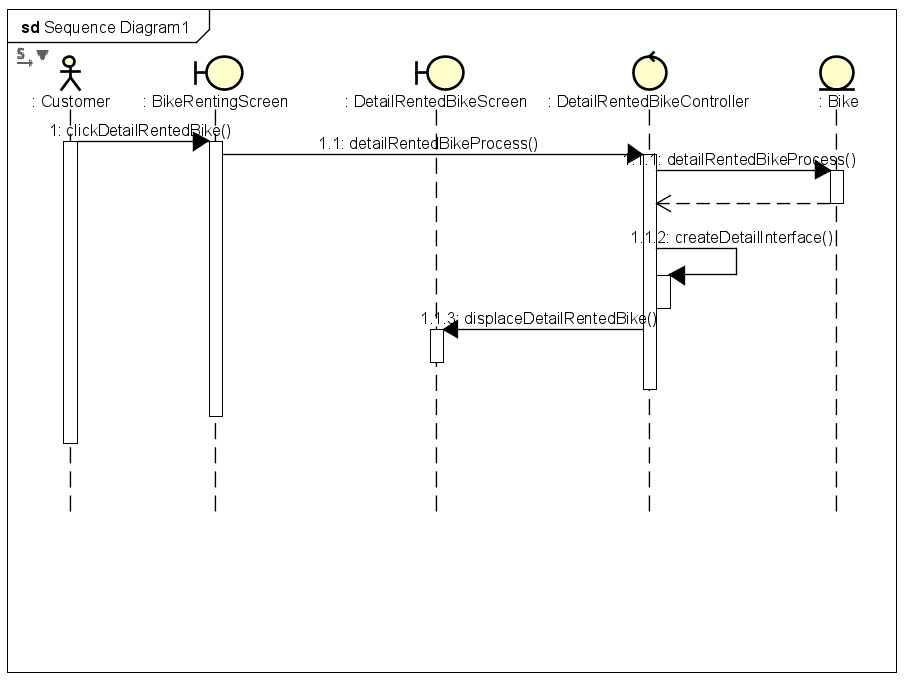 sd Sequence Diagram1
S
: Customer
: BikeRentingScreen
: DetailRentedBikeScreen
: DetailRentedBikeController
: Bike
1: clickDetailRentedBike()
1.1: detailRentedBikeProcess()
1.1.1: detailRentedBikeProcess()
1.1.2: createDetailInterface()
1.1.3: displaceDetailRentedBike()